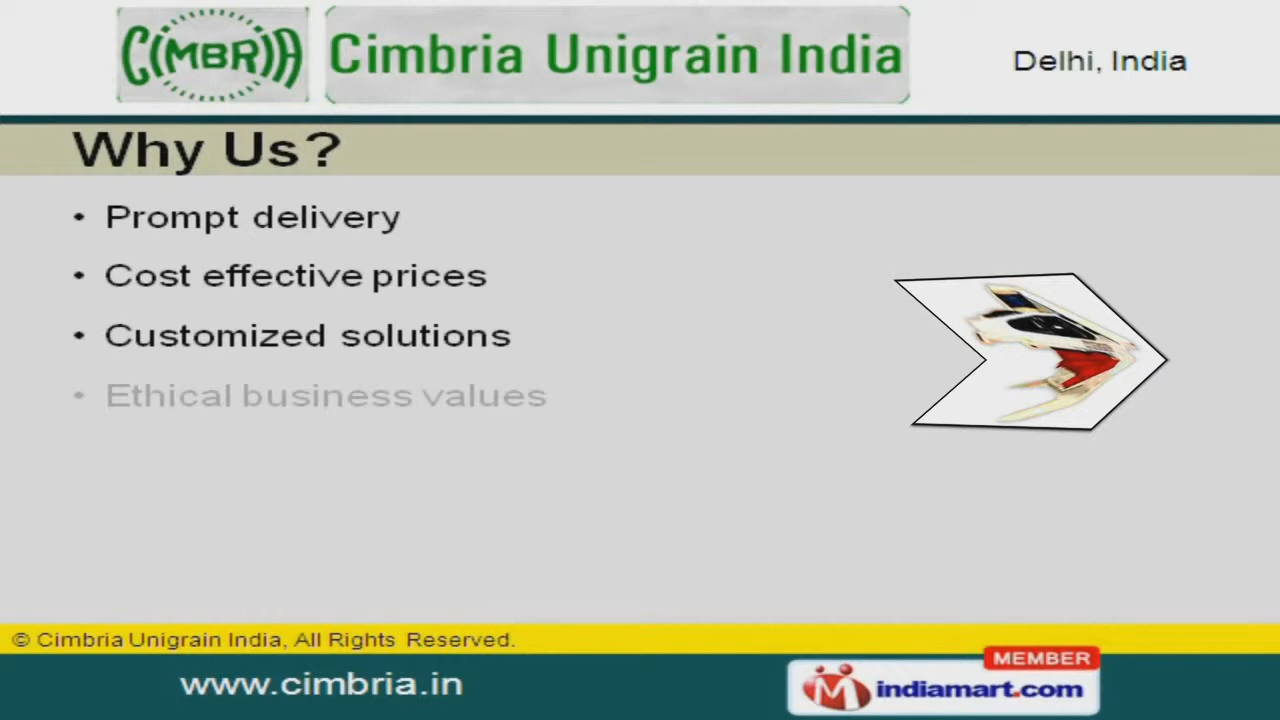 CIMBRIA
Cimbria Unigrain India
Delhi, India
Why Us?
• Prompt delivery
• Cost effective prices
• Customized solutions
• Ethical business values
© Cimbria Unigrain India, All Rights Reserved.
www.cimbria.in
MEMBER
indiamart.com